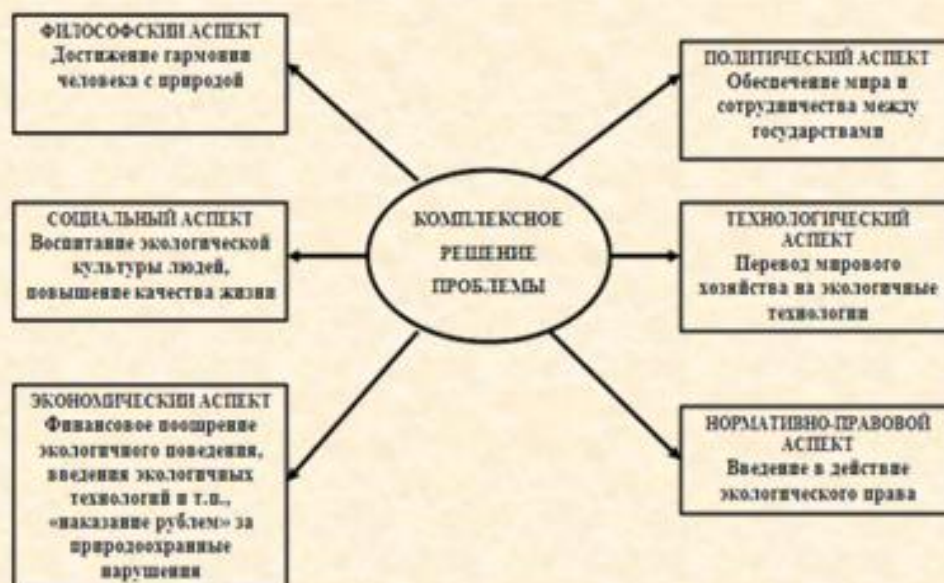 ФИЛОСОФСКИЙ АСПЕКТ
Достижение гармонии
человека с природой
СОЦИАЛЬНЫЙ АСПЕКТ
Воспитание экологической
культуры людей,
повышение качества жизни
ЭКОНОМИЧЕСКИЙ АСПЕКТ
Финансовое поощрение
экологичного поведения,
введения экологичных
технологий и т.п.,
«наказание рублем» за
природоохранные
нарушения
КОМПЛЕКСНОЕ
РЕШЕНИЕ
ПРОБЛЕМЫ
ПОЛИТИЧЕСКИЙ АСПЕКТ
Обеспечение мира и
сотрудничества между
государствами
ТЕХНОЛОГИЧЕСКИЙ
АСПЕКТ
Перевод мирового
хозяйства на экологичные
технологии
НОРМАТИВНО-ПРАВОВОЙ
АСПЕКТ
Введение в действие
экологического права